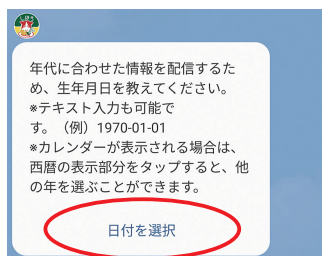 年代に合わせた情報を配信するた
め、生年月日を教えてください。
※テキスト入力も可能で
す。（例）1970-01-01
※カレンダーが表示される場合は、
西暦の表示部分をタップすると、他
の年を選ぶことができます。
日付を選択